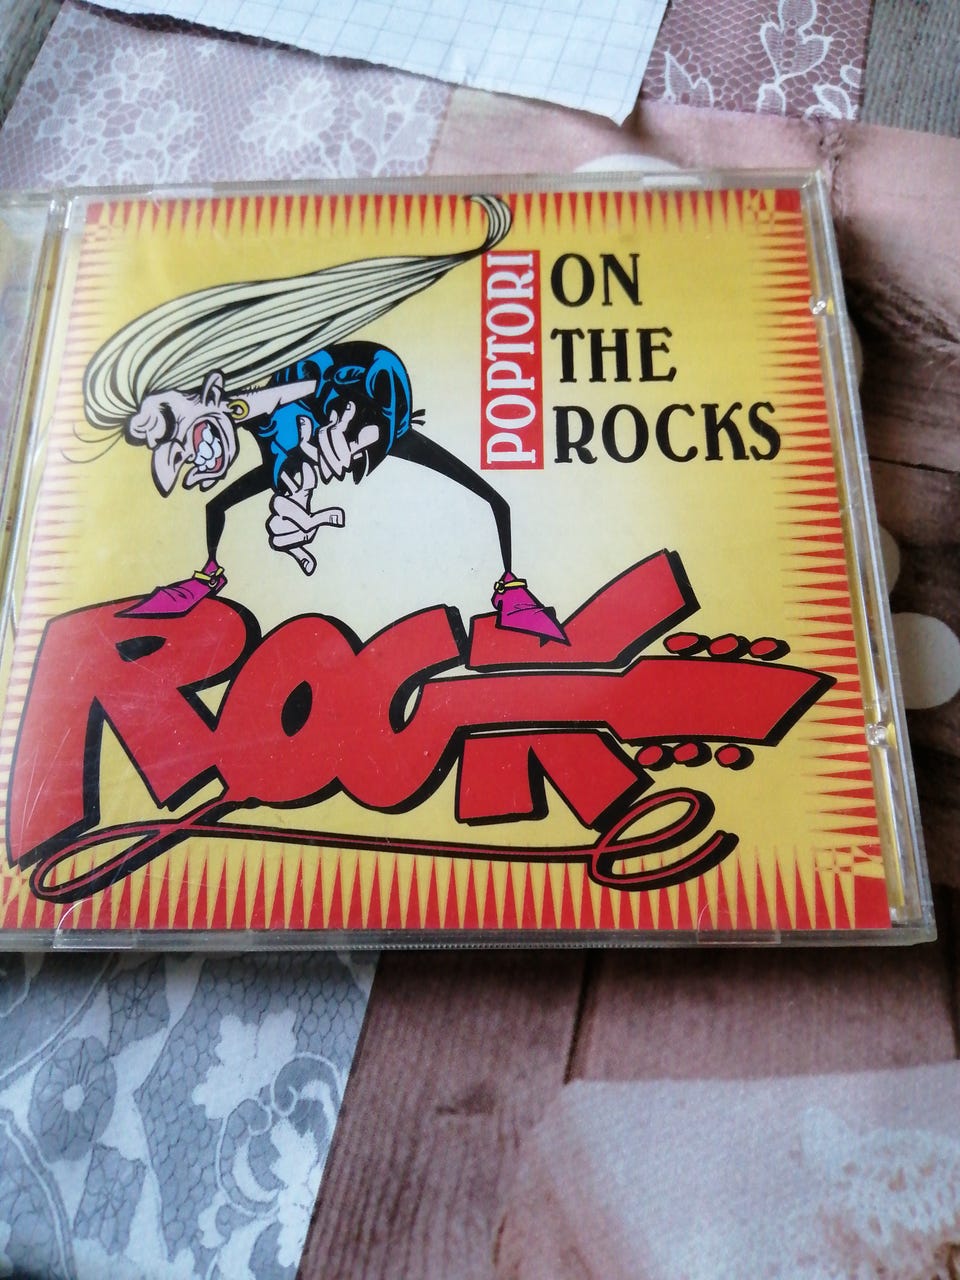 POPTORI
ON
THE
ROCKS
ROCK